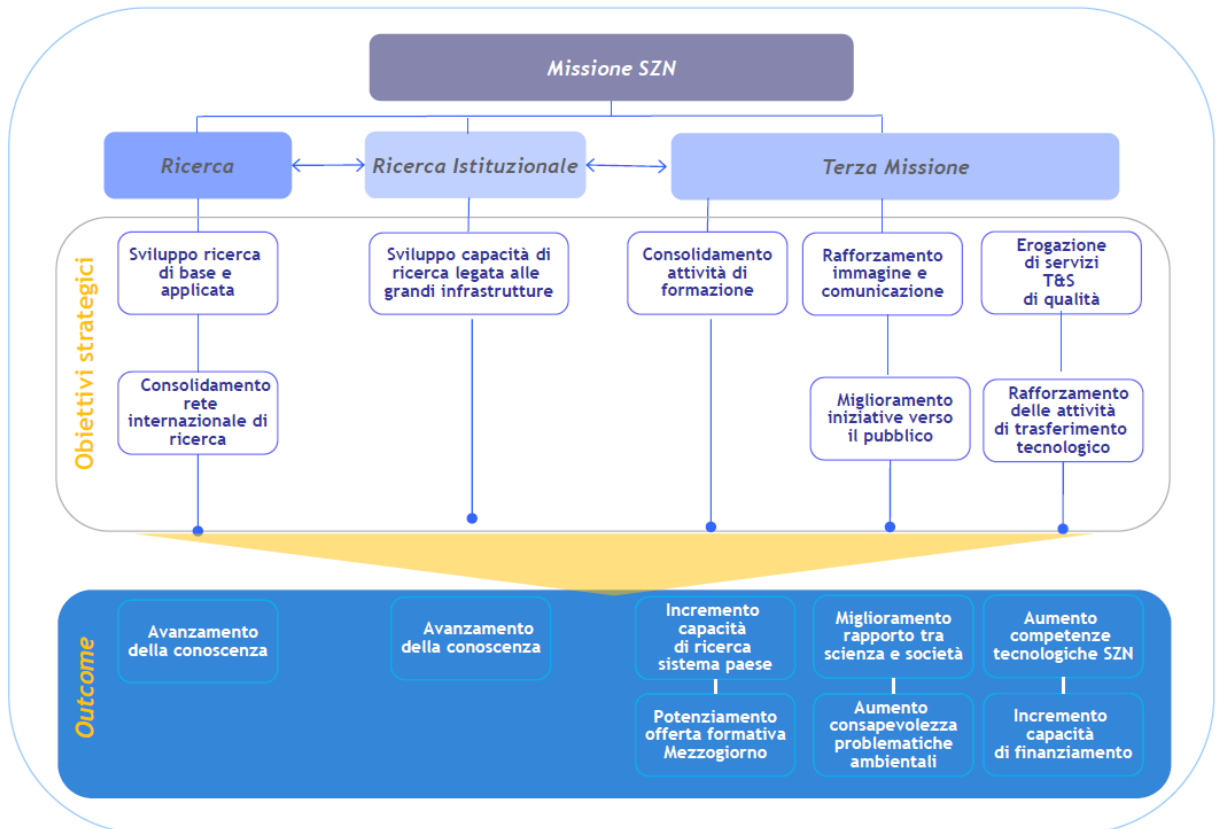 Missione SZN
Ricerca
Ricerca Istituzionale
Terza Missione
Obiettivi strategici
Sviluppo ricerca
di base e
applicata
Sviluppo capacità di
ricerca legata alle
grandi infrastrutture
Consolidamento
attività di
formazione
Rafforzamento
immagine e
comunicazione
Erogazione
di servizi
T&S
di qualità
Consolidamento
rete
internazionale di
ricerca
Miglioramento
iniziative verso
il pubblico
Rafforzamento
delle attività
di trasferimento
tecnologico
Outcome
Avanzamento
della conoscenza
Avanzamento
della conoscenza
Incremento
capacità
di ricerca
sistema paese
Miglioramento
rapporto tra
scienza e società
Aumento
competenze
tecnologiche SZN
Potenziamento
offerta formativa
Mezzogiorno
Aumento
consapevolezza
problematiche
ambientali
Incremento
capacità
di finanziamento